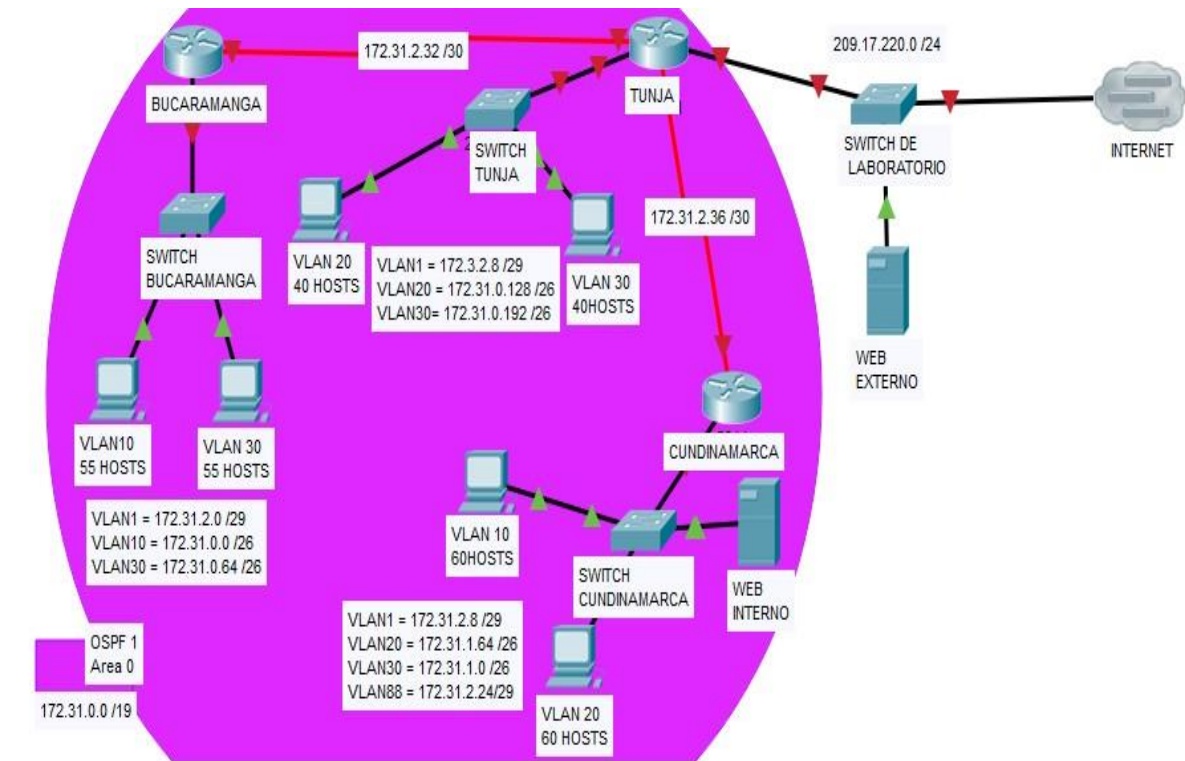 172.31.2.32 /30
209.17.220.0 /24
BUCARAMANGA
TUNJA
SWITCH
TUNJA
SWITCH DE
LABORATORIO
INTERNET
172.31.2.36 /30
VLAN 20
40 HOSTS
VLAN1 = 172.3.2.8 /29
VLAN20 = 172.31.0.128 /26
VLAN30= 172.31.0.192 /26
VLAN 30
40HOSTS
SWITCH
BUCARAMANGA
WEB
EXTERNO
VLAN10
55 HOSTS
VLAN 30
55 HOSTS
CUNDINAMARCA
VLAN1 = 172.31.2.0 /29
VLAN10 = 172.31.0.0 /26
VLAN30 = 172.31.0.64 /26
VLAN 10
60HOSTS
SWITCH
CUNDINAMARCA
WEB
INTERNO
VLAN1 = 172.31.2.8 /29
VLAN20 = 172.31.1.64 /26
VLAN30 = 172.31.1.0 /26
VLAN88 = 172.31.2.24/29
OSPF 1
Area 0
172.31.0.0 /19
VLAN 20
60 HOSTS